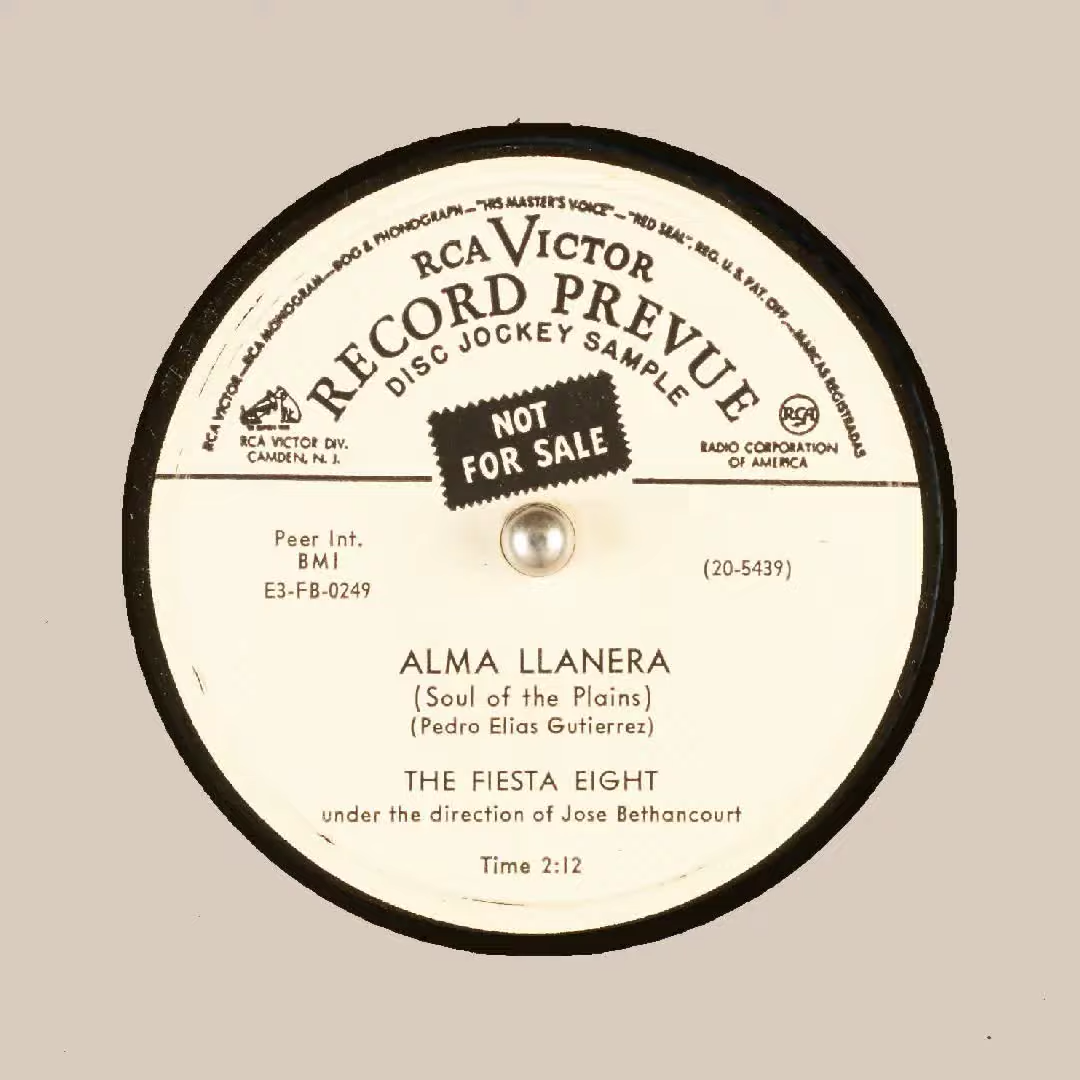 RCA VICTOR—RCA MONOGRAM—DOG & PHONOGRAPH—"HIS MASTER'S VOICE"—"RED SEAL", REG. U. S. PAT. OFF.—MARCAS REGISTRADAS
RCA VICTOR
RECORD PREVUE
DISC JOCKEY SAMPLE
NOT
FOR SALE
RCA VICTOR DIV.
CAMDEN, N. J.
RCA
RADIO CORPORATION
OF AMERICA
Peer Int.
BMI
E3-FB-0249
(20-5439)
ALMA LLANERA
(Soul of the Plains)
(Pedro Elias Gutierrez)
THE FIESTA EIGHT
under the direction of Jose Bethancourt
Time 2:12